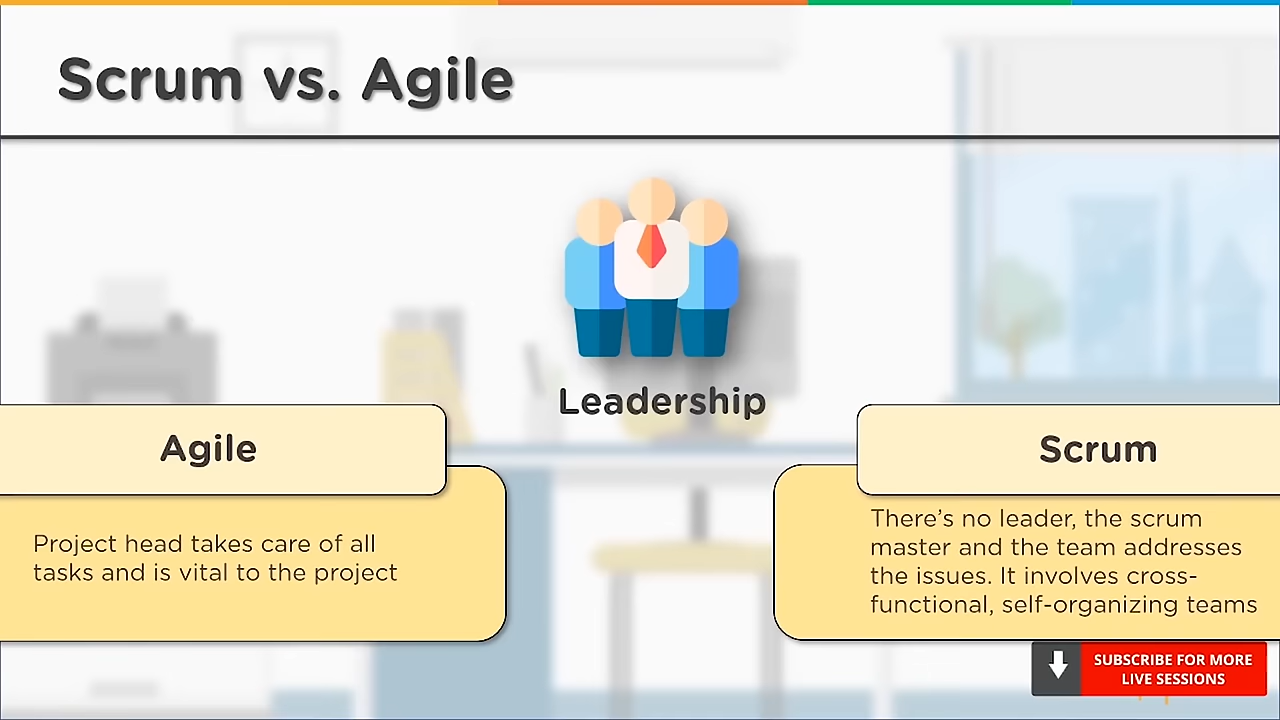 Scrum vs. Agile
Leadership
Agile
Project head takes care of all
tasks and is vital to the project
Scrum
There's no leader, the scrum
master and the team addresses
the issues. It involves cross-
functional, self-organizing teams
SUBSCRIBE FOR MORE
LIVE SESSIONS